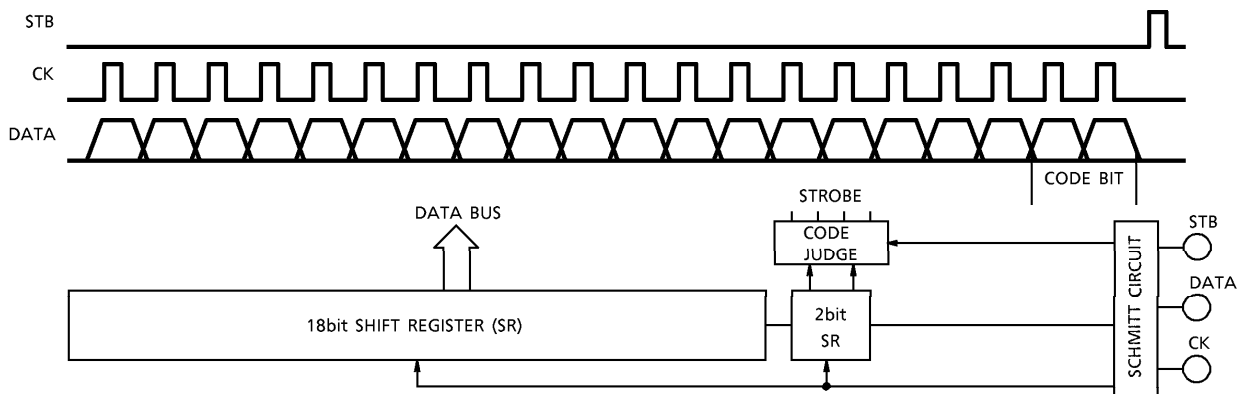 STB
CK
DATA
CODE BIT
DATA BUS
STROBE
CODE
JUDGE
STB
DATA
CK
SCHMITT CIRCUIT
18bit SHIFT REGISTER (SR)
2bit
SR